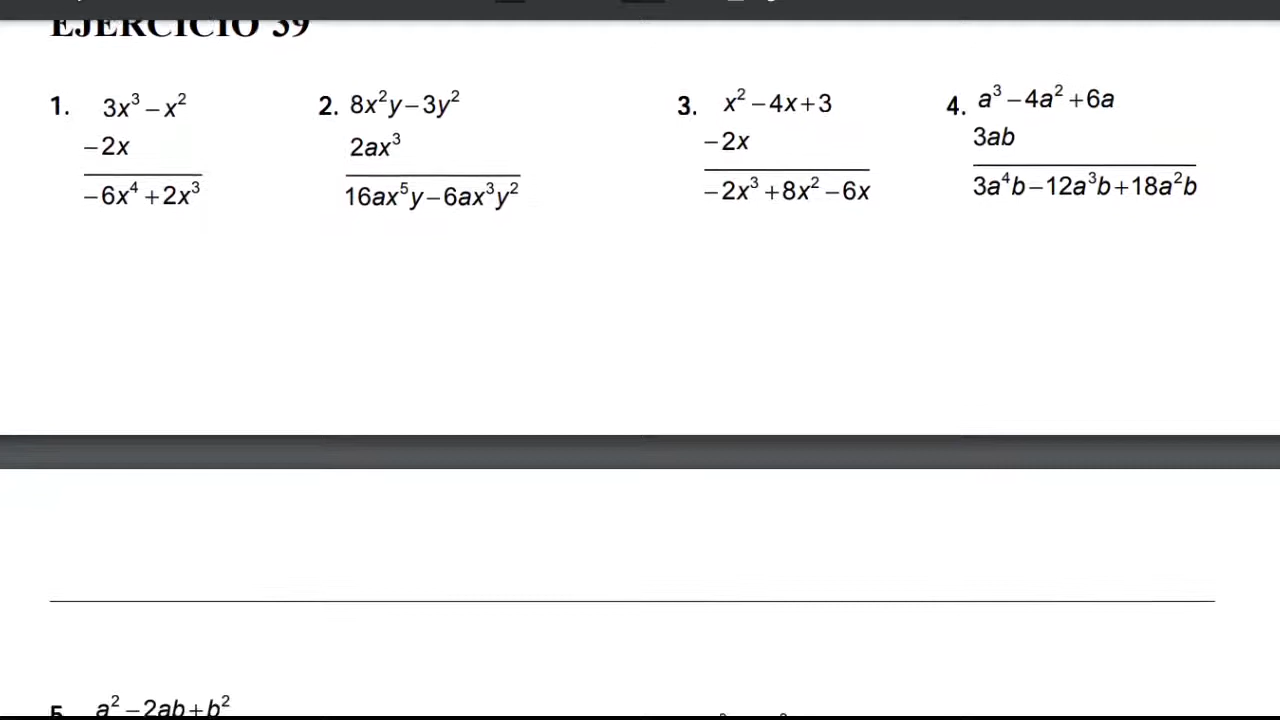 EJERCICIO 39
1. 3x³ – x²
– 2x
– 6x⁴ + 2x³
2. 8x²y – 3y²
2ax³
16ax⁵y – 6ax³y²
3. x² – 4x + 3
– 2x
– 2x³ + 8x² – 6x
4. a³ – 4a² + 6a
3ab
3a⁴b – 12a³b + 18a²b
5. a² – 2ab + b²